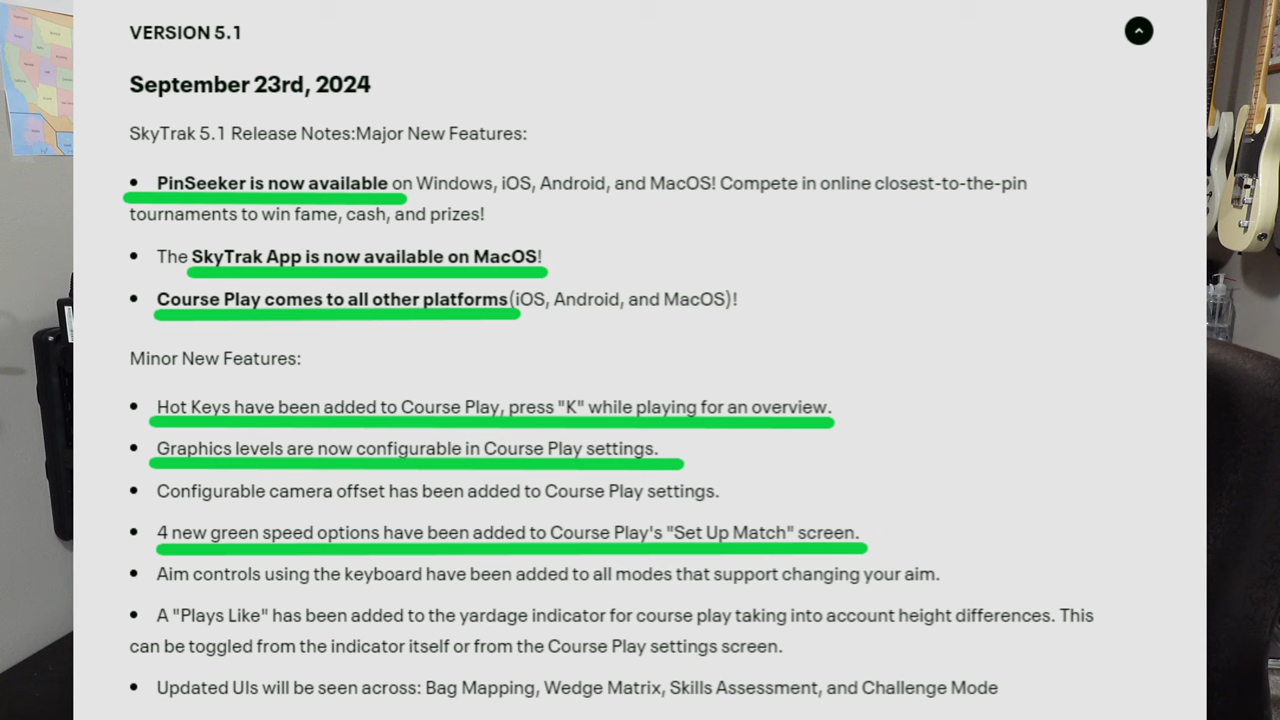 VERSION 5.1
September 23rd, 2024
SkyTrak 5.1 Release Notes:Major New Features:
• PinSeeker is now available on Windows, iOS, Android, and MacOS! Compete in online closest-to-the-pin
tournaments to win fame, cash, and prizes!
• The SkyTrak App is now available on MacOS!
• Course Play comes to all other platforms(iOS, Android, and MacOS)!
Minor New Features:
• Hot Keys have been added to Course Play, press "K" while playing for an overview.
• Graphics levels are now configurable in Course Play settings.
• Configurable camera offset has been added to Course Play settings.
• 4 new green speed options have been added to Course Play's "Set Up Match" screen.
• Aim controls using the keyboard have been added to all modes that support changing your aim.
• A "Plays Like" has been added to the yardage indicator for course play taking into account height differences. This
can be toggled from the indicator itself or from the Course Play settings screen.
• Updated UIs will be seen across: Bag Mapping, Wedge Matrix, Skills Assessment, and Challenge Mode